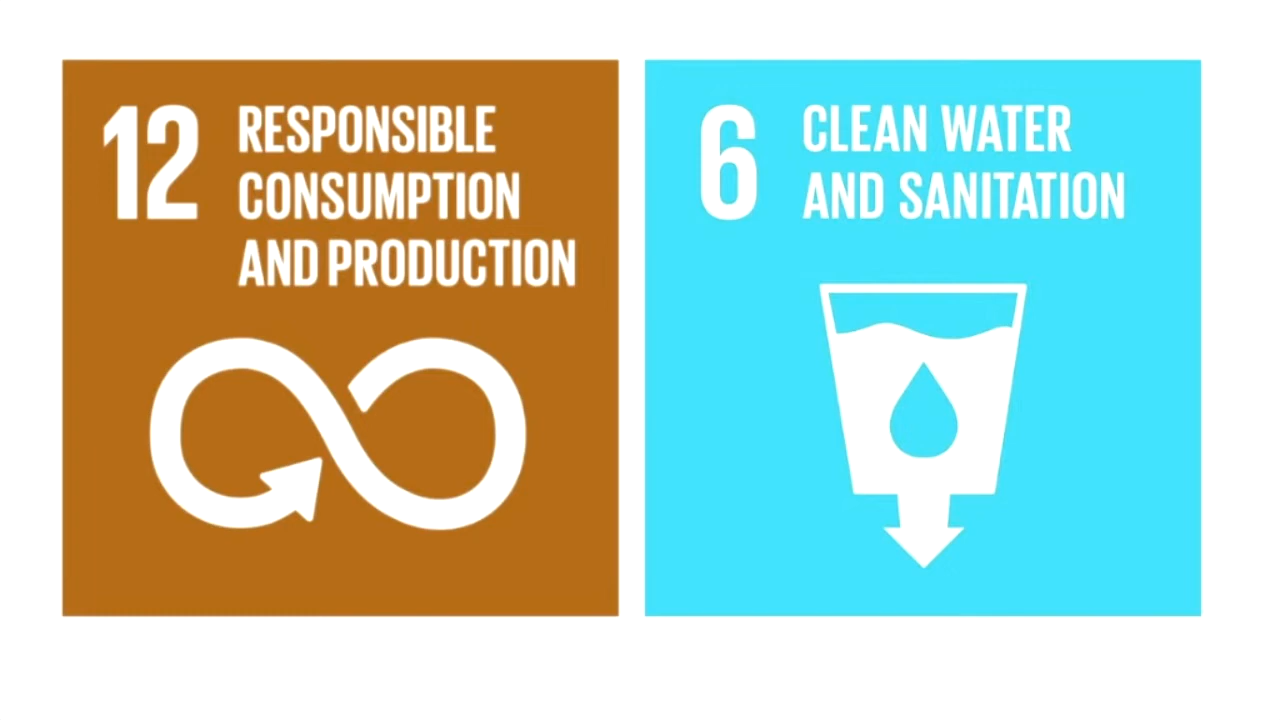 12
RESPONSIBLE
CONSUMPTION
AND PRODUCTION
6
CLEAN WATER
AND SANITATION